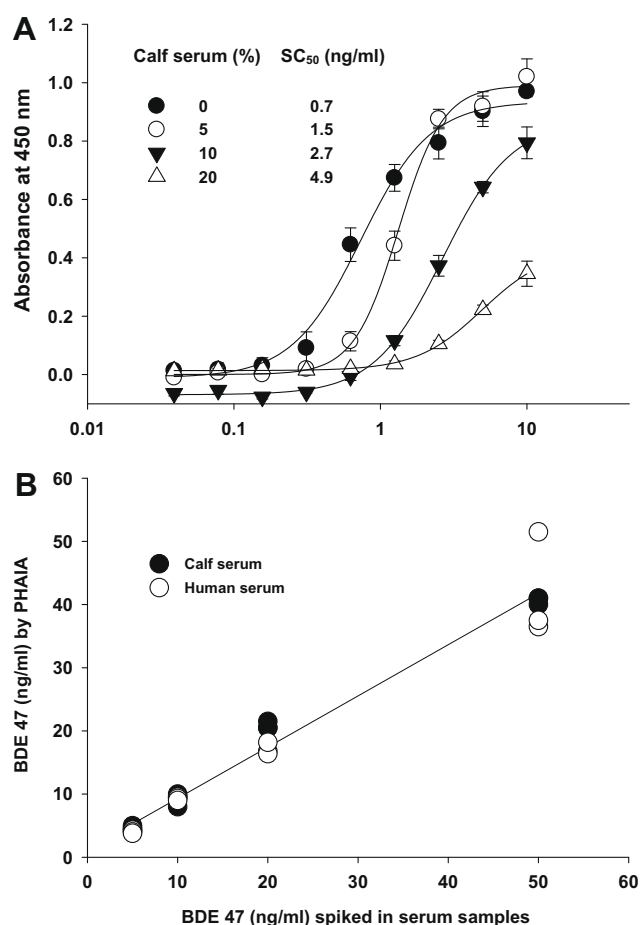 A
Calf serum (%) SC50 (ng/ml)
0 0.7
5 1.5
10 2.7
20 4.9
Absorbance at 450 nm
1.2
1.0
0.8
0.6
0.4
0.2
0.0
0.01 0.1 1 10
B
Calf serum
Human serum
BDE 47 (ng/ml) by PHAIA
60
50
40
30
20
10
0
0 10 20 30 40 50 60
BDE 47 (ng/ml) spiked in serum samples